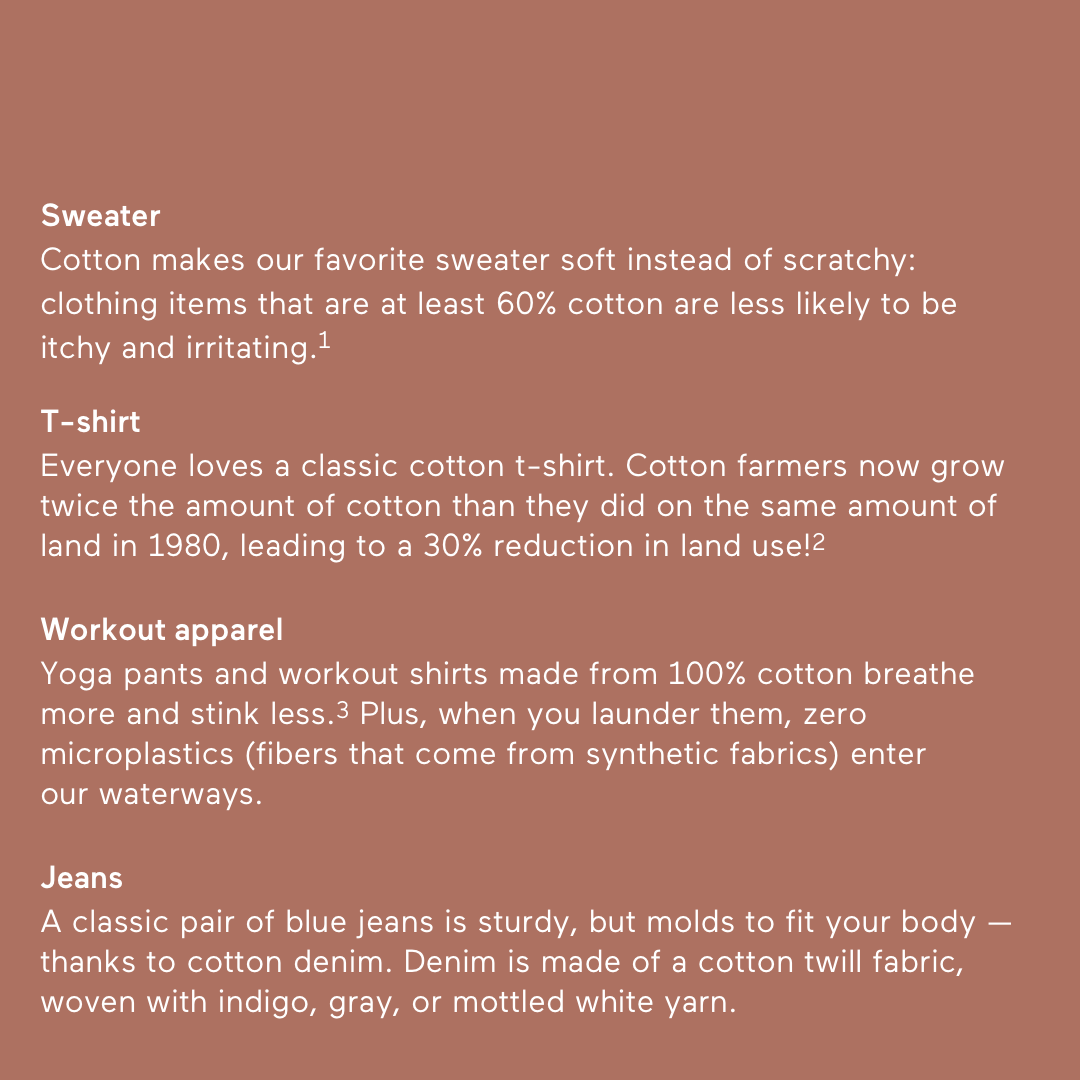 Sweater
Cotton makes our favorite sweater soft instead of scratchy:
clothing items that are at least 60% cotton are less likely to be
itchy and irritating.¹
T-shirt
Everyone loves a classic cotton t-shirt. Cotton farmers now grow
twice the amount of cotton than they did on the same amount of
land in 1980, leading to a 30% reduction in land use!²
Workout apparel
Yoga pants and workout shirts made from 100% cotton breathe
more and stink less.³ Plus, when you launder them, zero
microplastics (fibers that come from synthetic fabrics) enter
our waterways.
Jeans
A classic pair of blue jeans is sturdy, but molds to fit your body —
thanks to cotton denim. Denim is made of a cotton twill fabric,
woven with indigo, gray, or mottled white yarn.